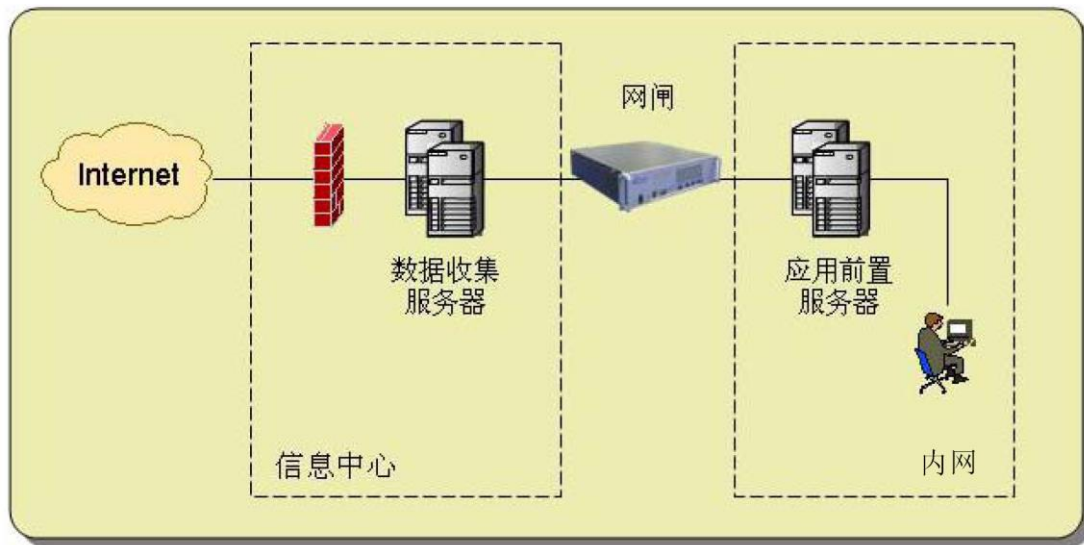 网闸
Internet
数据收集
服务器
应用前置
服务器
信息中心
内网